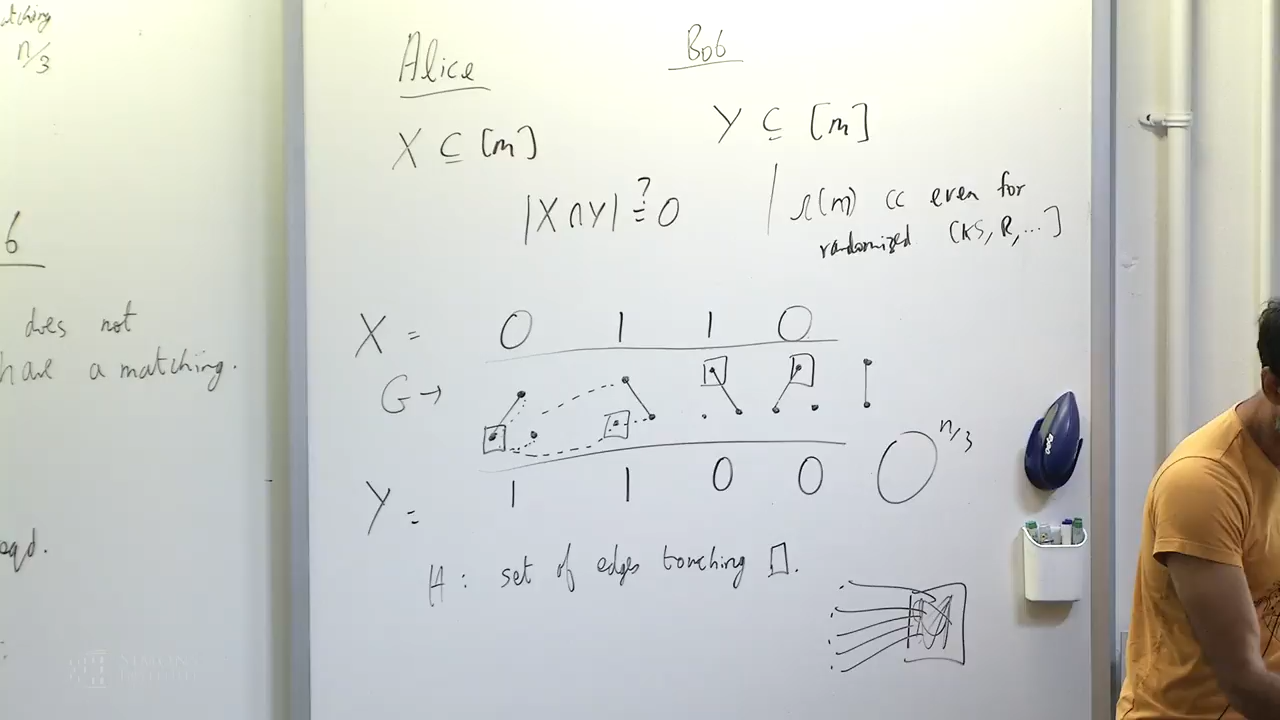 n/3
6
does not
have a matching.
Alice
Bob
X ⊆ [m]
Y ⊆ [m]
|X ∩ Y| ?= 0
Ω(m) CC even for
randomized [KS, R, ...]
X = 0 1 1 0
G →
n/3
Y = 1 1 0 0
H : set of edges touching □.